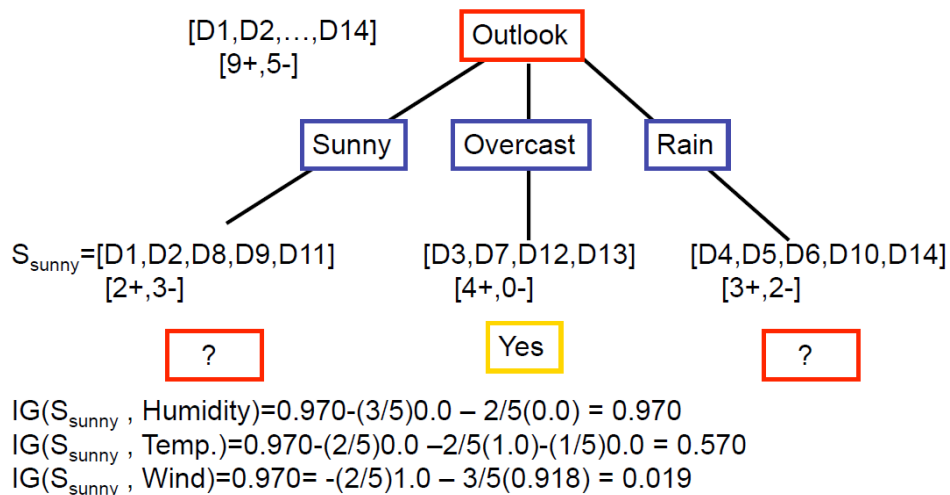 [D1,D2,…,D14] Outlook
[9+,5-]
Sunny Overcast Rain
S_sunny=[D1,D2,D8,D9,D11] [D3,D7,D12,D13] [D4,D5,D6,D10,D14]
[2+,3-] [4+,0-] [3+,2-]
? Yes ?
IG(S_sunny , Humidity)=0.970-(3/5)0.0 – 2/5(0.0) = 0.970
IG(S_sunny , Temp.)=0.970-(2/5)0.0 –2/5(1.0)-(1/5)0.0 = 0.570
IG(S_sunny , Wind)=0.970= -(2/5)1.0 – 3/5(0.918) = 0.019